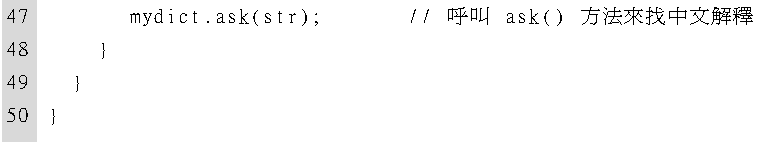 47       mydict.ask(str);       // 呼叫 ask() 方法來找中文解釋
48     }
49   }
50 }